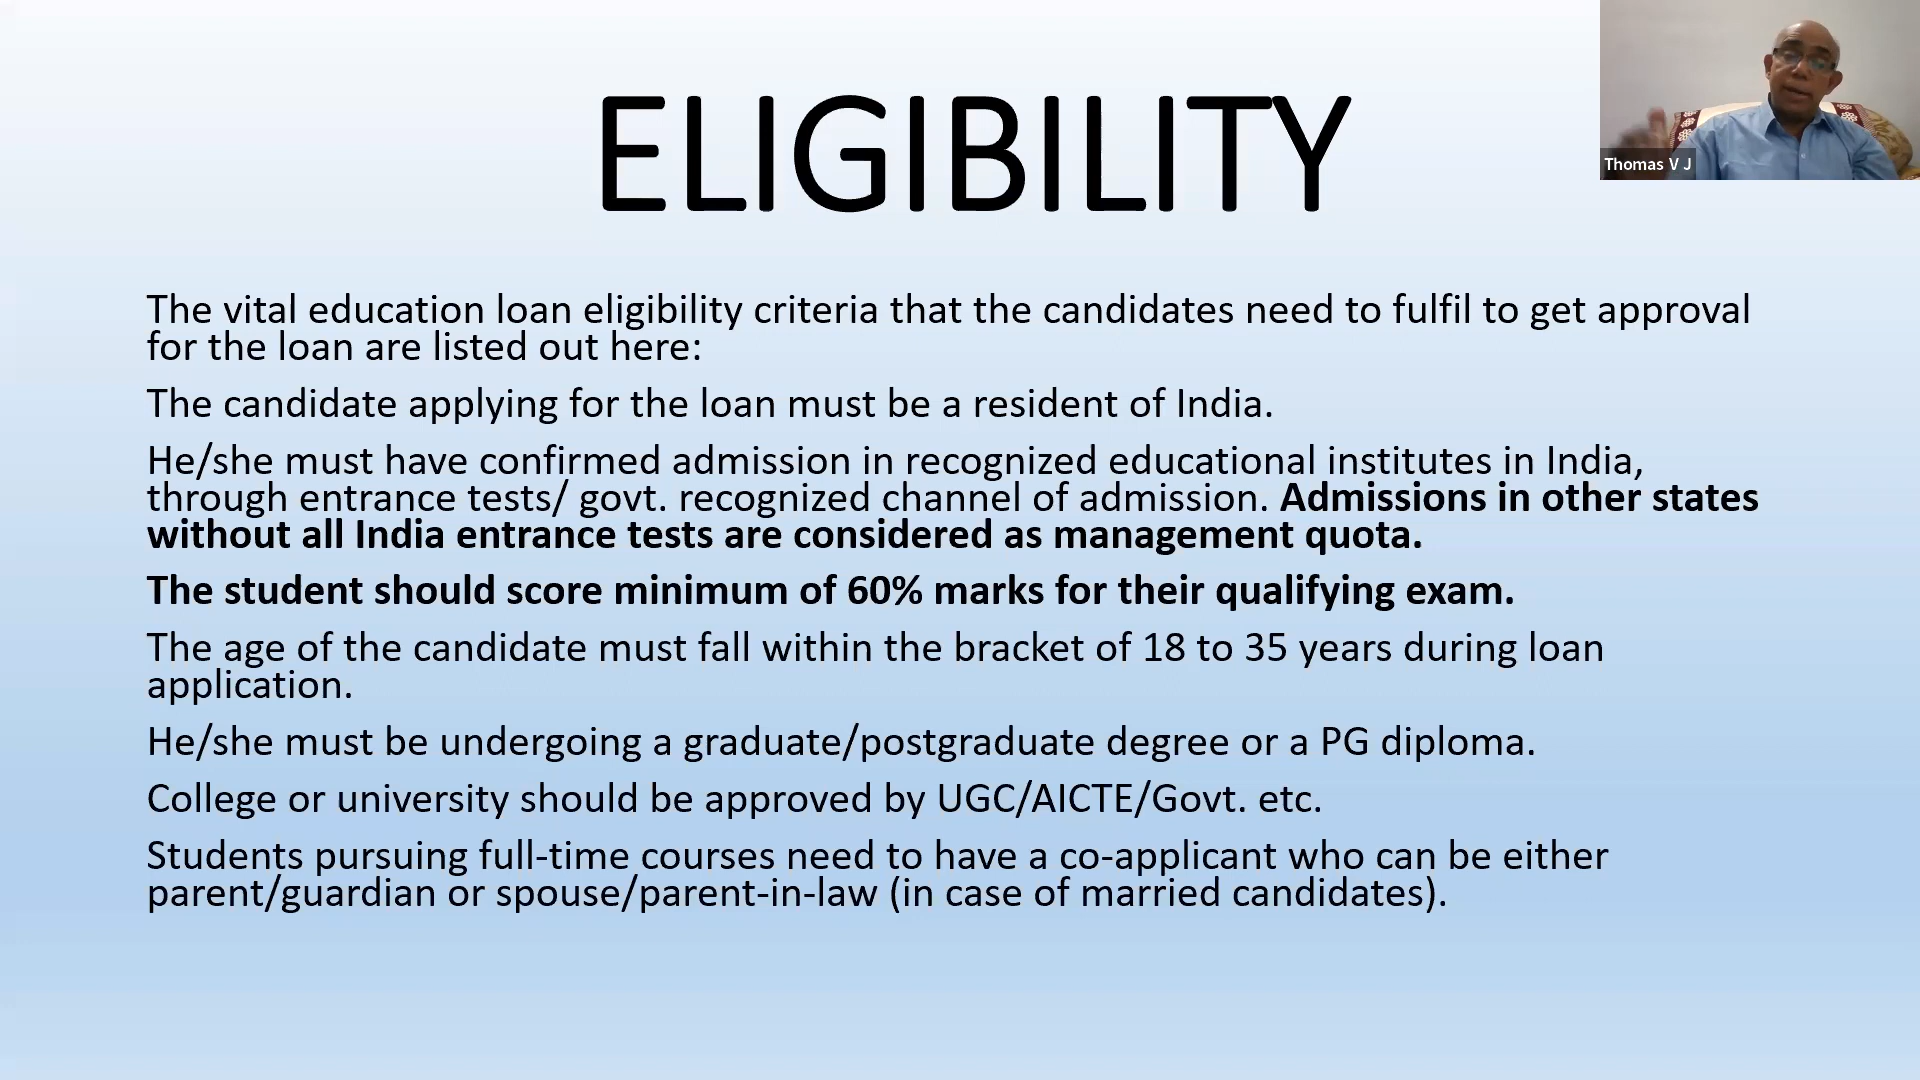 ELIGIBILITY
Thomas V J
The vital education loan eligibility criteria that the candidates need to fulfil to get approval
for the loan are listed out here:
The candidate applying for the loan must be a resident of India.
He/she must have confirmed admission in recognized educational institutes in India,
through entrance tests/ govt. recognized channel of admission. Admissions in other states
without all India entrance tests are considered as management quota.
The student should score minimum of 60% marks for their qualifying exam.
The age of the candidate must fall within the bracket of 18 to 35 years during loan
application.
He/she must be undergoing a graduate/postgraduate degree or a PG diploma.
College or university should be approved by UGC/AICTE/Govt. etc.
Students pursuing full-time courses need to have a co-applicant who can be either
parent/guardian or spouse/parent-in-law (in case of married candidates).